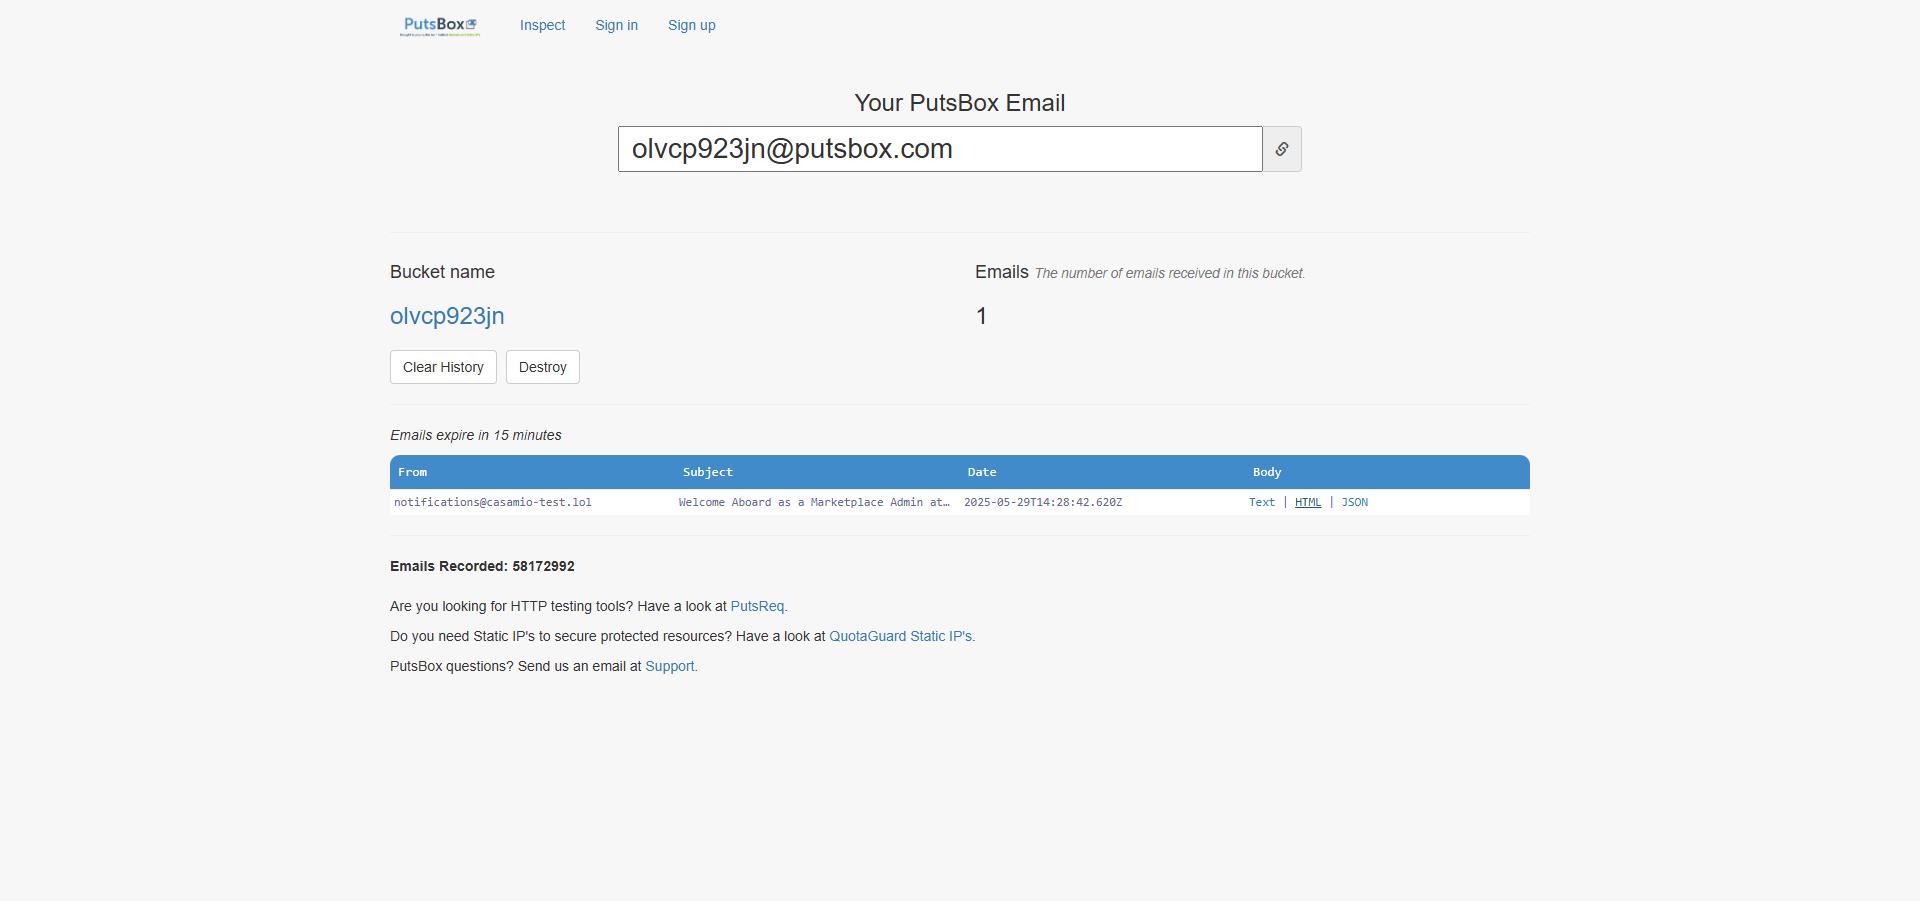 PutsBox
Inspect
Sign in
Sign up
Your PutsBox Email
olvcp923jn@putsbox.com
Bucket name
Emails The number of emails received in this bucket.
olvcp923jn
1
Clear History
Destroy
Emails expire in 15 minutes
From Subject Date Body
notifications@casamio-test.lol Welcome Aboard as a Marketplace Admin at… 2025-05-29T14:28:42.620Z Text | HTML | JSON
Emails Recorded: 58172992
Are you looking for HTTP testing tools? Have a look at PutsReq.
Do you need Static IP's to secure protected resources? Have a look at QuotaGuard Static IP's.
PutsBox questions? Send us an email at Support.